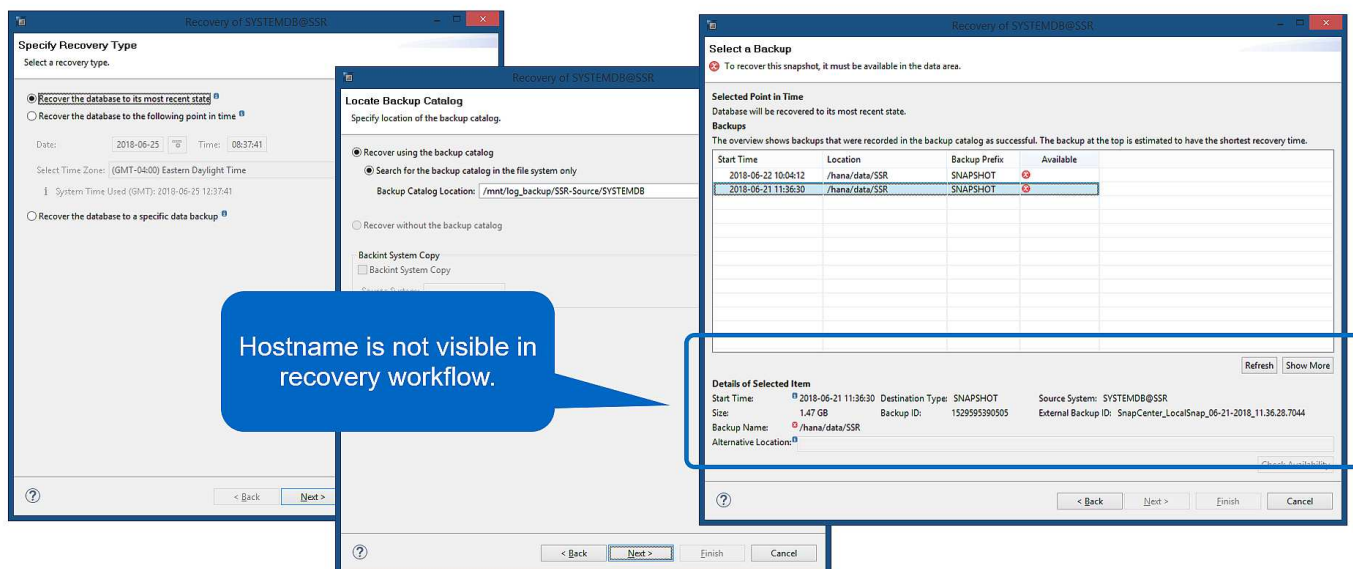 Recovery of SYSTEMDB@SSR
Specify Recovery Type
Select a recovery type.
Recover the database to its most recent state
Recover the database to the following point in time
Date: 2018-06-25 Time: 08:37:41
Select Time Zone: (GMT-04:00) Eastern Daylight Time
System Time Used (GMT): 2018-06-25 12:37:41
Recover the database to a specific data backup
< Back Next >
Recovery of SYSTEMDB@SSR
Locate Backup Catalog
Specify location of the backup catalog.
Recover using the backup catalog
Search for the backup catalog in the file system only
Backup Catalog Location: /mnt/log_backup/SSR-Source/SYSTEMDB
Recover without the backup catalog
Backint System Copy
Backint System Copy
Hostname is not visible in
recovery workflow.
< Back Next > Finish Cancel
Recovery of SYSTEMDB@SSR
Select a Backup
To recover this snapshot, it must be available in the data area.
Selected Point in Time
Database will be recovered to its most recent state.
Backups
The overview shows backups that were recorded in the backup catalog as successful. The backup at the top is estimated to have the shortest recovery time.
Start Time Location Backup Prefix Available
2018-06-22 10:04:12 /hana/data/SSR SNAPSHOT
2018-06-21 11:36:30 /hana/data/SSR SNAPSHOT
Refresh Show More
Details of Selected Item
Start Time: 2018-06-21 11:36:30 Destination Type: SNAPSHOT Source System: SYSTEMDB@SSR
Size: 1.47 GB Backup ID: 1529595390505 External Backup ID: SnapCenter_LocalSnap_06-21-2018_11.36.28.7044
Backup Name: /hana/data/SSR
Alternative Location:
Check Availability
< Back Next > Finish Cancel